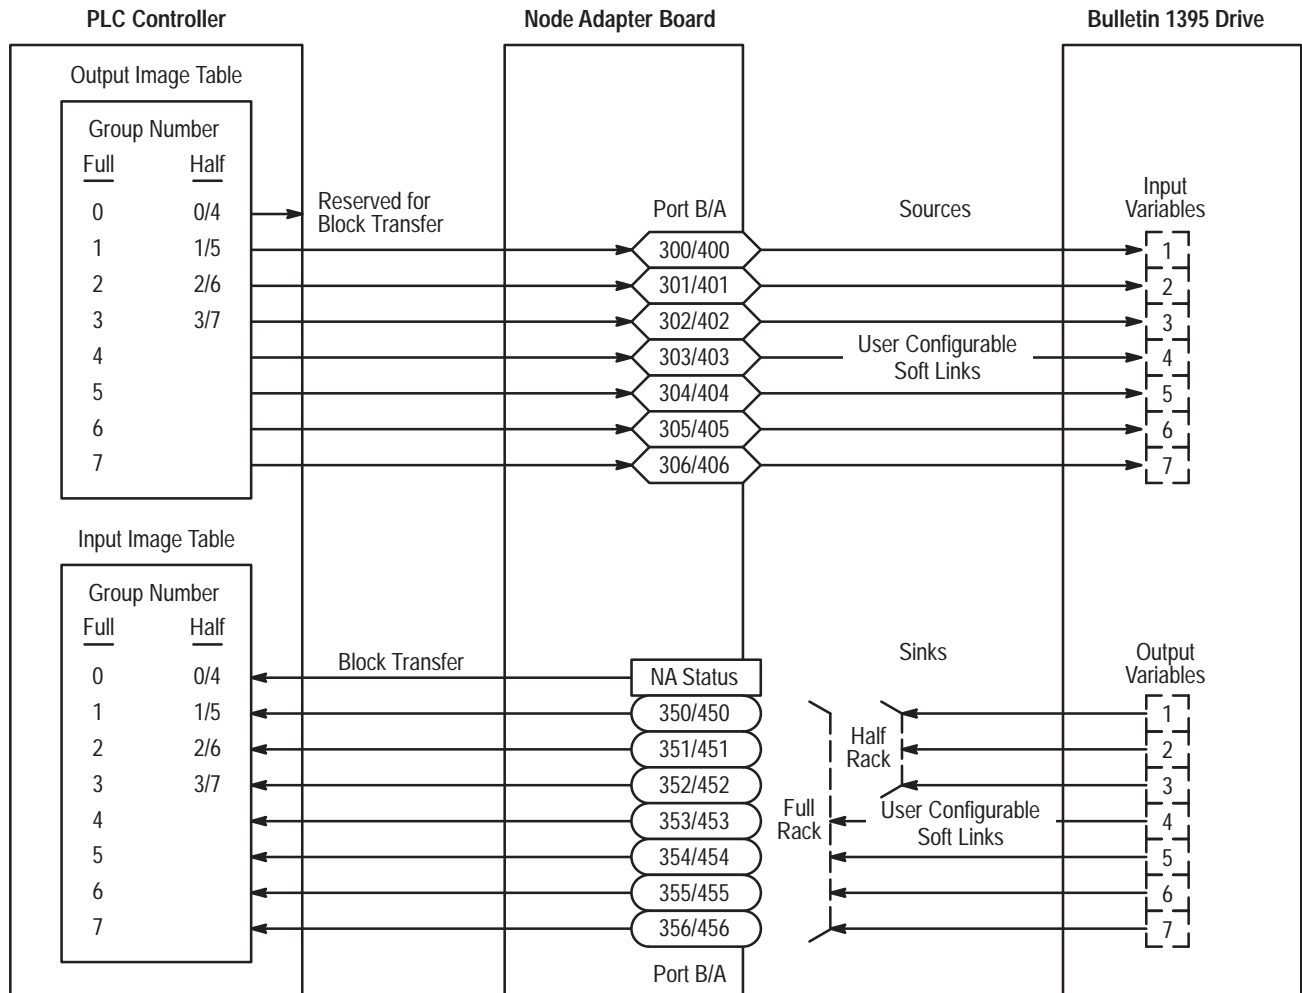 PLC Controller
Node Adapter Board
Bulletin 1395 Drive
Output Image Table
Group Number
Full Half
0 0/4
1 1/5
2 2/6
3 3/7
4
5
6
7
Reserved for
Block Transfer
Port B/A
300/400
301/401
302/402
303/403
304/404
305/405
306/406
Sources
User Configurable
Soft Links
Input
Variables
1
2
3
4
5
6
7
Input Image Table
Group Number
Full Half
0 0/4
1 1/5
2 2/6
3 3/7
4
5
6
7
Block Transfer
NA Status
350/450
351/451
352/452
353/453
354/454
355/455
356/456
Port B/A
Sinks
Half
Rack
Full
Rack
User Configurable
Soft Links
Output
Variables
1
2
3
4
5
6
7